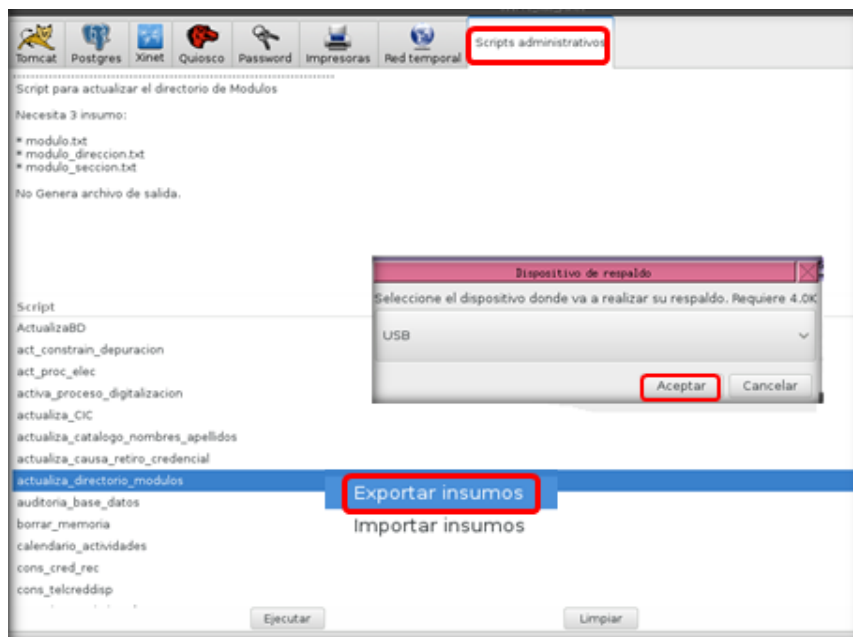 Tomcat Postgres Xinet Quiosco Password Impresoras Red temporal Scripts administrativos
Script para actualizar el directorio de Modulos
Necesita 3 insumo:
* modulo.txt
* modulo_direccion.txt
* modulo_seccion.txt
No Genera archivo de salida.
Dispositivo de respaldo
Seleccione el dispositivo donde va a realizar su respaldo. Requiere 4.0K
USB
Aceptar Cancelar
Script
ActualizaBD
act_constrain_depuracion
act_proc_elec
activa_proceso_digitalizacion
actualiza_CIC
actualiza_catalogo_nombres_apellidos
actualiza_causa_retiro_credencial
actualiza_directorio_modulos
Exportar insumos
Importar insumos
auditoria_base_datos
borrar_memoria
calendario_actividades
cons_cred_rec
cons_telcreddisp
Ejecutar Limpiar